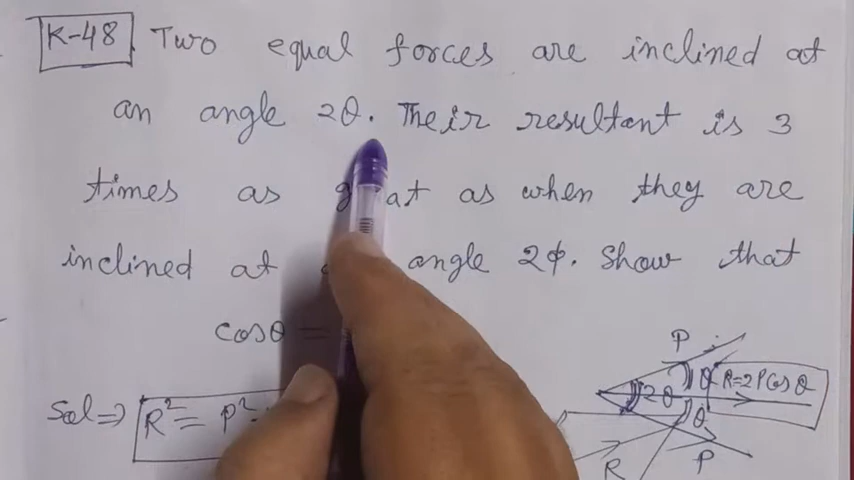 K-48 Two equal forces are inclined at
an angle 2θ. Their resultant is 3
times as as when they are
inclined at angle 2φ. Show that
cosθ =
Sol ⇒ R² = P²
P
2θ θ R=2PCosθ
θ
R P